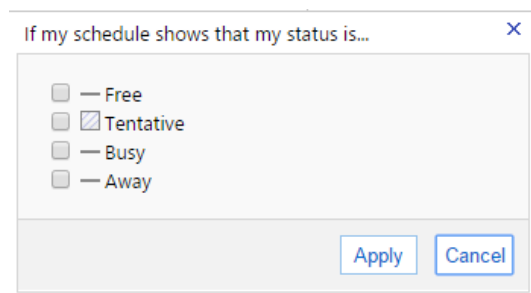 If my schedule shows that my status is...
Free
Tentative
Busy
Away
Apply Cancel